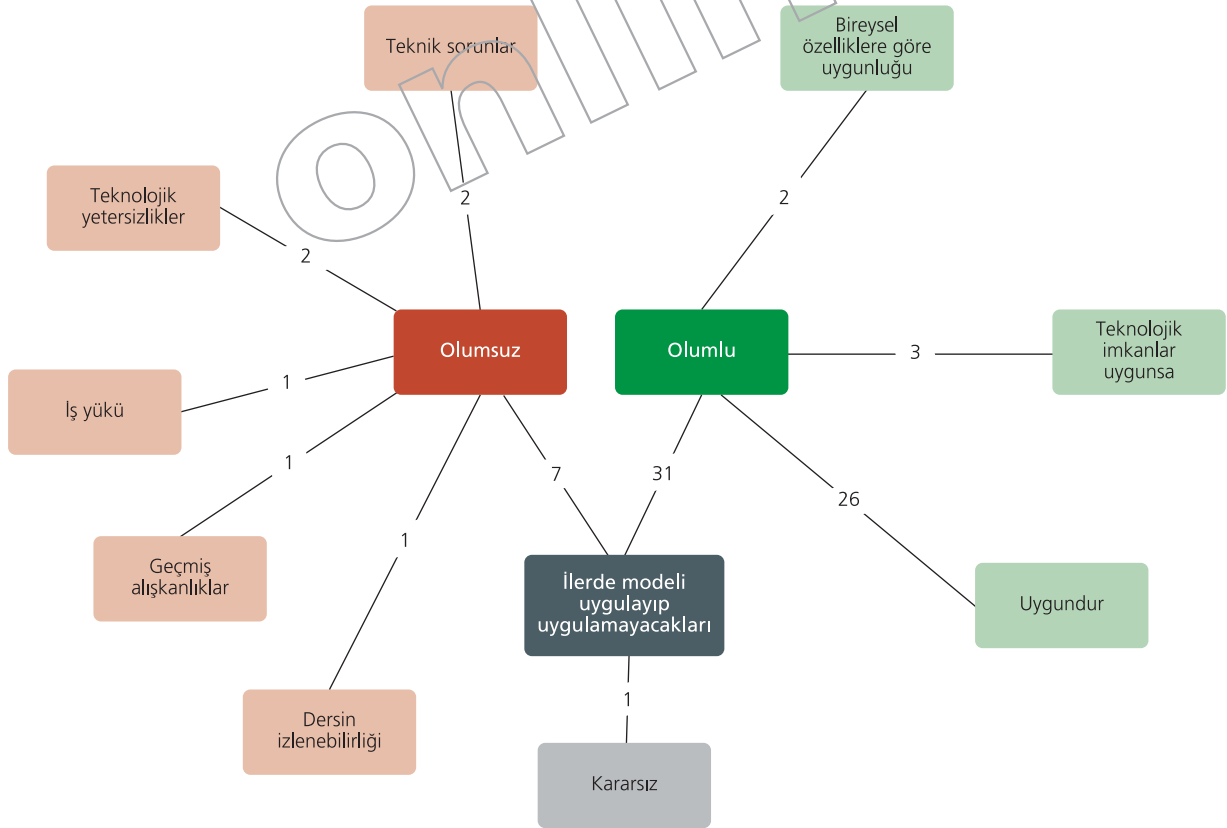 Teknik sorunlar
Bireysel
özelliklere göre
uygunluğu
Teknolojik
yetersizlikler
2
2
2
Olumsuz
Olumlu
3
Teknolojik
imkanlar
uygunsa
İş yükü
1
1
7
31
26
1
Geçmiş
alışkanlıklar
İlerde modeli
uygulayıp
uygulamayacakları
Uygundur
Dersin
izlenebilirliği
1
Kararsız